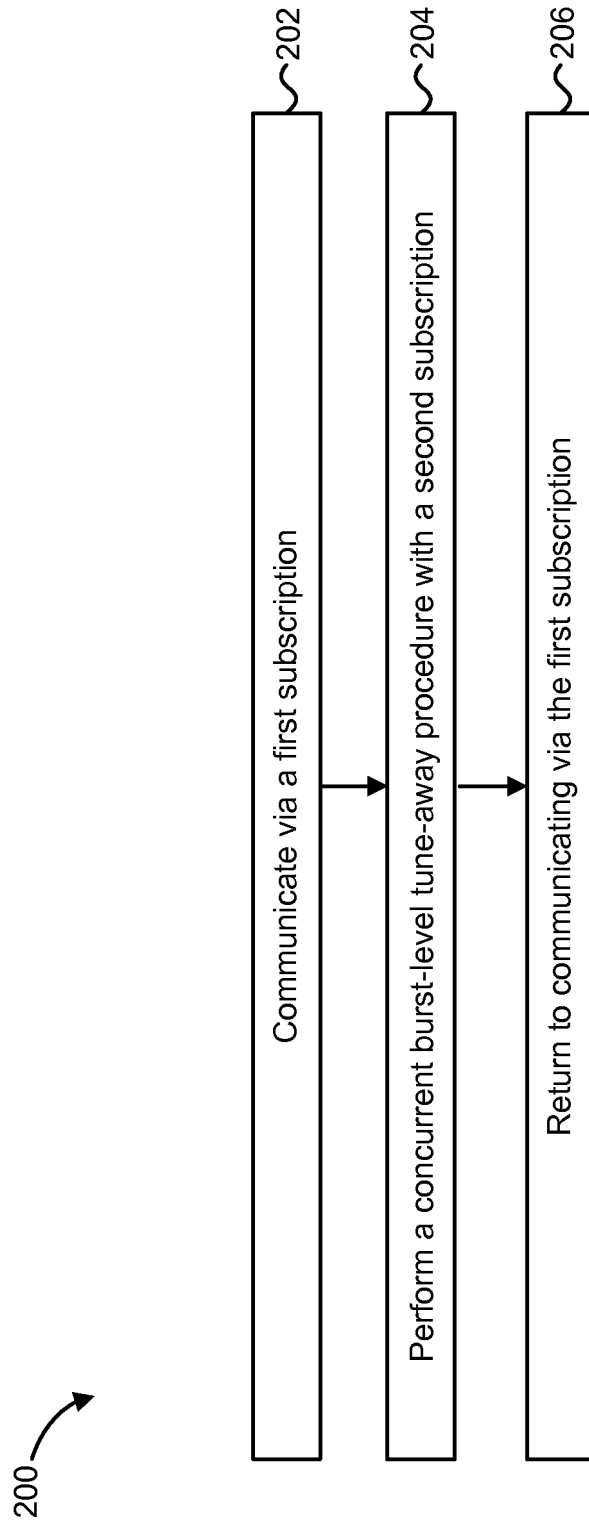 200
Communicate via a first subscription
202
Perform a concurrent burst-level tune-away procedure with a second subscription
204
Return to communicating via the first subscription
206